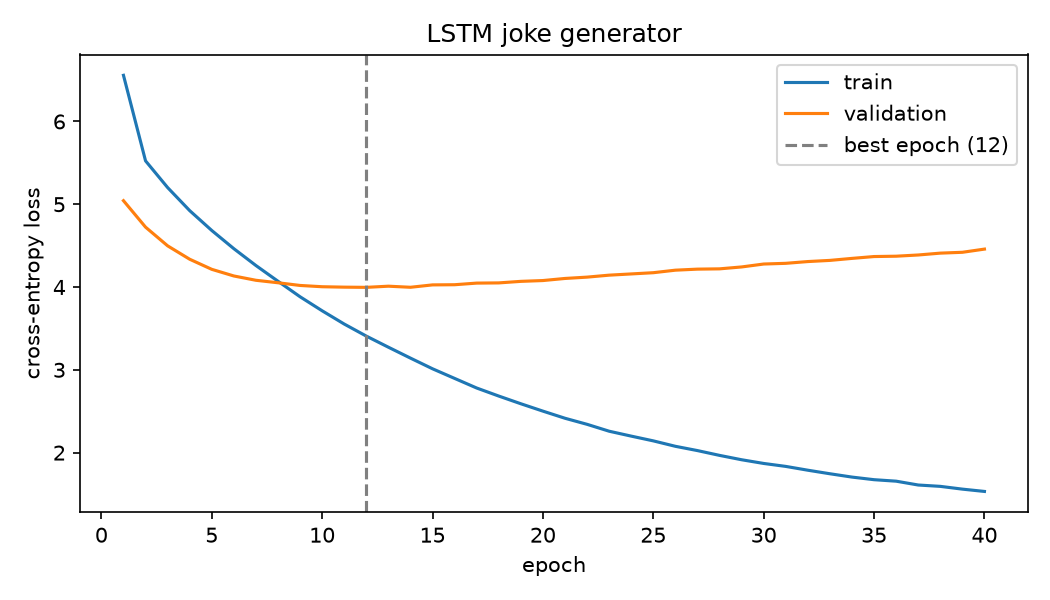 LSTM joke generator
train
validation
best epoch (12)
cross-entropy loss
6
5
4
3
2
0 5 10 15 20 25 30 35 40
epoch